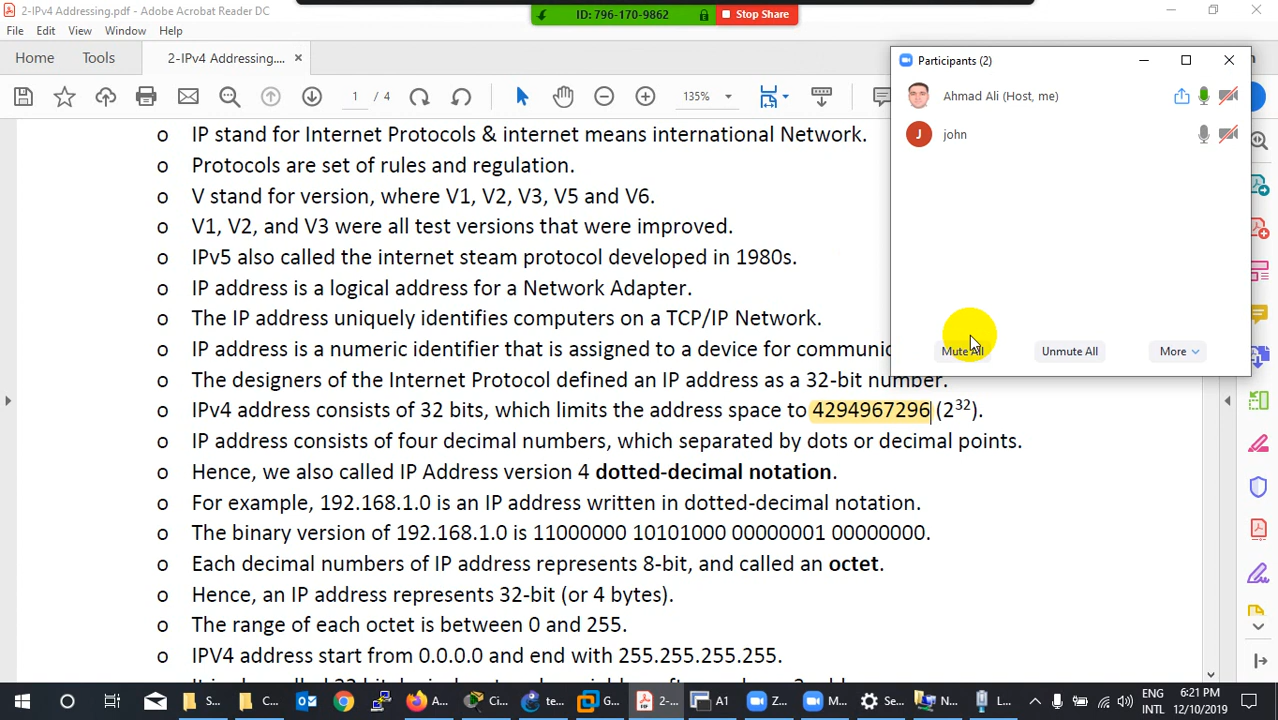 2-IPv4 Addressing.pdf - Adobe Acrobat Reader DC
ID: 796-170-9862 Stop Share
File Edit View Window Help
Home Tools 2-IPv4 Addressing.... ×
1 / 4 135%
Participants (2)
Ahmad Ali (Host, me)
J john
Mute All Unmute All More
o IP stand for Internet Protocols & internet means international Network.
o Protocols are set of rules and regulation.
o V stand for version, where V1, V2, V3, V5 and V6.
o V1, V2, and V3 were all test versions that were improved.
o IPv5 also called the internet steam protocol developed in 1980s.
o IP address is a logical address for a Network Adapter.
o The IP address uniquely identifies computers on a TCP/IP Network.
o IP address is a numeric identifier that is assigned to a device for
o The designers of the Internet Protocol defined an IP address as a 32-bit number.
o IPv4 address consists of 32 bits, which limits the address space to 4294967296 (2³²).
o IP address consists of four decimal numbers, which separated by dots or decimal points.
o Hence, we also called IP Address version 4 dotted-decimal notation.
o For example, 192.168.1.0 is an IP address written in dotted-decimal notation.
o The binary version of 192.168.1.0 is 11000000 10101000 00000001 00000000.
o Each decimal numbers of IP address represents 8-bit, and called an octet.
o Hence, an IP address represents 32-bit (or 4 bytes).
o The range of each octet is between 0 and 255.
o IPV4 address start from 0.0.0.0 and end with 255.255.255.255.
S... C... A... Ci... te... G... 2-... A1 Z... M... Se... N... L... ENG 6:21 PM
INTL 12/10/2019